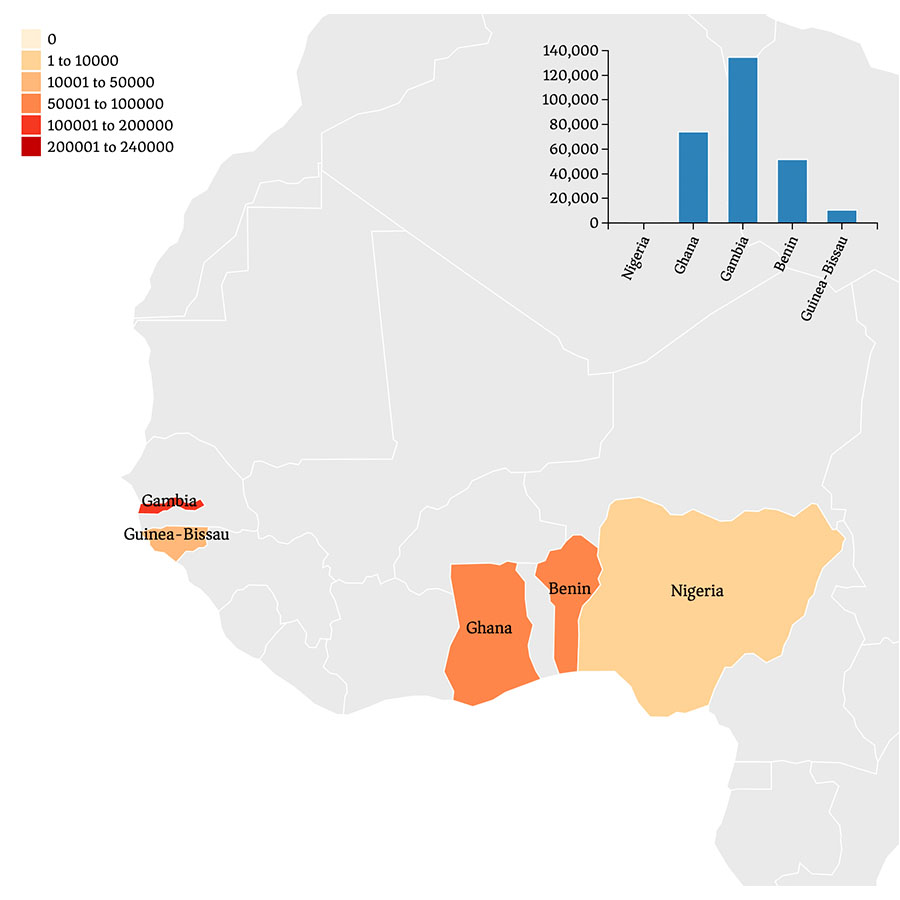 0
1 to 10000
10001 to 50000
50001 to 100000
100001 to 200000
200001 to 240000
140,000
120,000
100,000
80,000
60,000
40,000
20,000
0
Nigeria
Ghana
Gambia
Benin
Guinea-Bissau
Gambia
Guinea-Bissau
Benin
Nigeria
Ghana